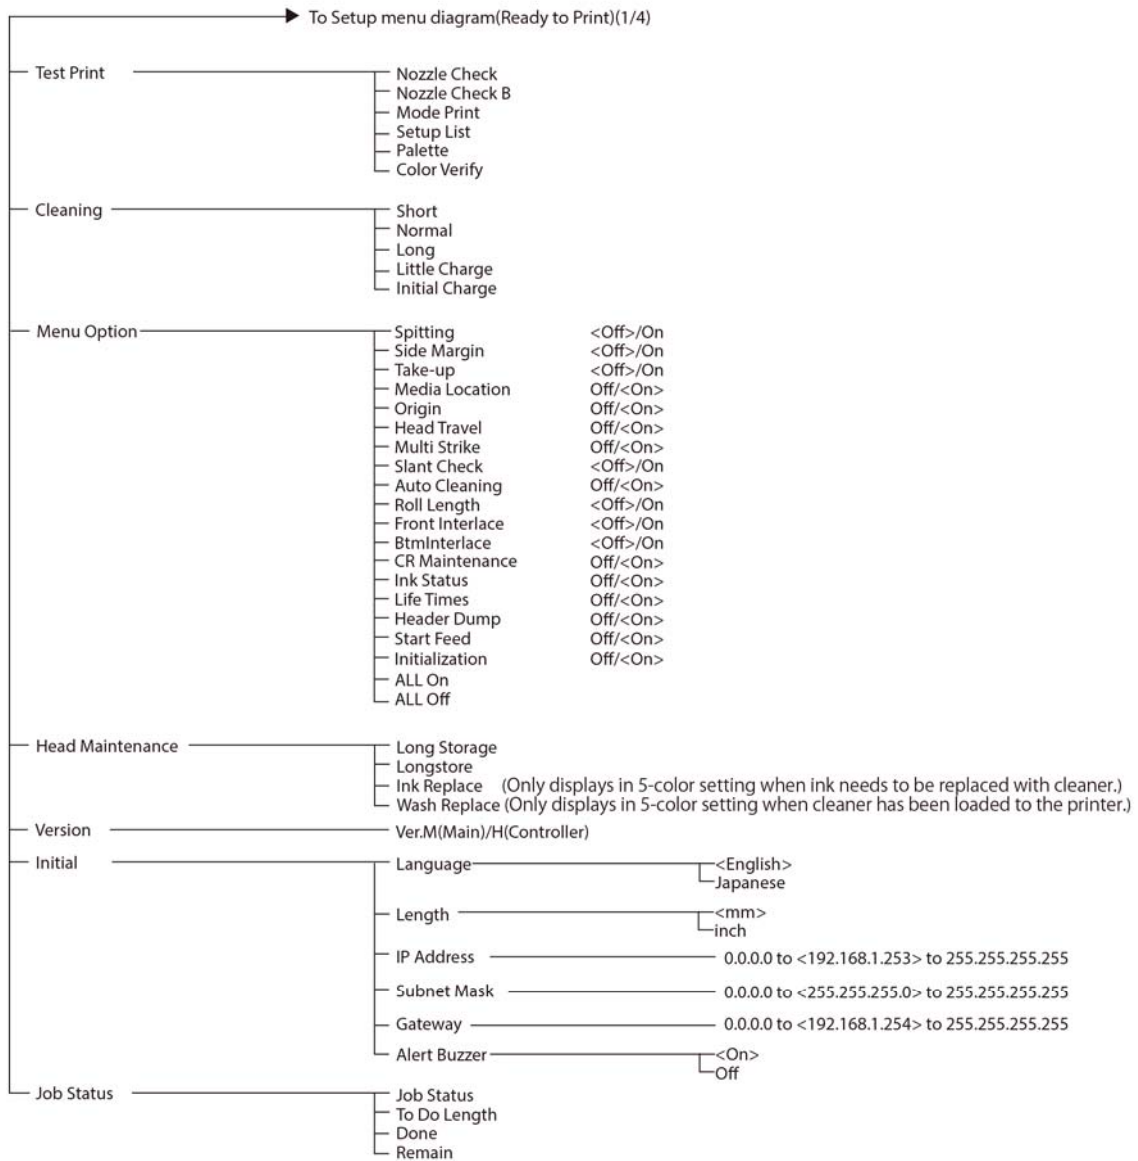 To Setup menu diagram(Ready to Print)(1/4)
Test Print
Nozzle Check
Nozzle Check B
Mode Print
Setup List
Palette
Color Verify
Cleaning
Short
Normal
Long
Little Charge
Initial Charge
Menu Option
Spitting <Off>/On
Side Margin <Off>/On
Take-up <Off>/On
Media Location Off/<On>
Origin Off/<On>
Head Travel Off/<On>
Multi Strike Off/<On>
Slant Check <Off>/On
Auto Cleaning Off/<On>
Roll Length <Off>/On
Front Interlace <Off>/On
BtmInterlace <Off>/On
CR Maintenance Off/<On>
Ink Status Off/<On>
Life Times Off/<On>
Header Dump Off/<On>
Start Feed Off/<On>
Initialization Off/<On>
ALL On
ALL Off
Head Maintenance
Long Storage
Longstore
Ink Replace (Only displays in 5-color setting when ink needs to be replaced with cleaner.)
Wash Replace (Only displays in 5-color setting when cleaner has been loaded to the printer.)
Version Ver.M(Main)/H(Controller)
Initial
Language <English>
Japanese
Length <mm>
inch
IP Address 0.0.0.0 to <192.168.1.253> to 255.255.255.255
Subnet Mask 0.0.0.0 to <255.255.255.0> to 255.255.255.255
Gateway 0.0.0.0 to <192.168.1.254> to 255.255.255.255
Alert Buzzer <On>
Off
Job Status
Job Status
To Do Length
Done
Remain